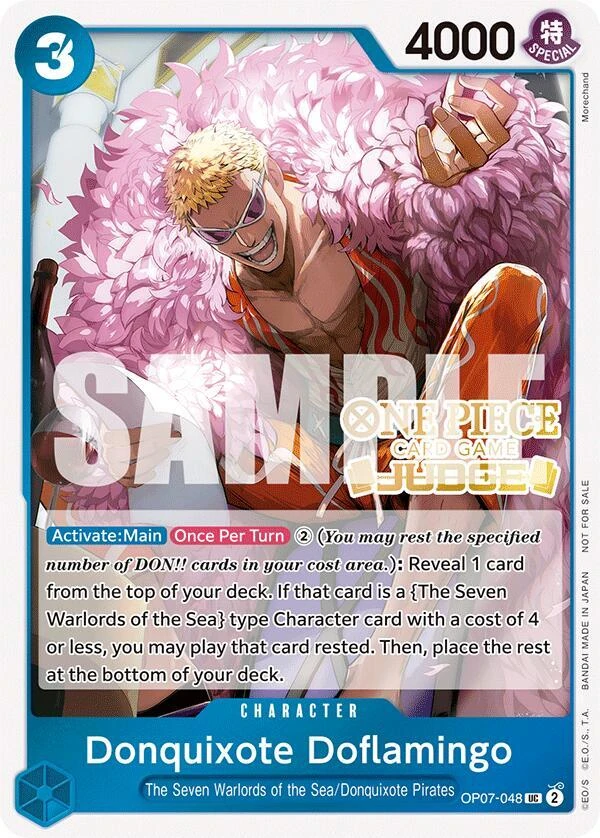 3
4000
特
SPECIAL
Morechand
SAMPLE
ONE PIECE
CARD GAME
JUDGE
Activate:Main Once Per Turn ② (You may rest the specified
number of DON!! cards in your cost area.): Reveal 1 card
from the top of your deck. If that card is a {The Seven
Warlords of the Sea} type Character card with a cost of 4
or less, you may play that card rested. Then, place the rest
at the bottom of your deck.
CHARACTER
Donquixote Doflamingo
The Seven Warlords of the Sea/Donquixote Pirates
OP07-048 UC 2
©E.O/S ©E.O./S., T.A. BANDAI MADE IN JAPAN NOT FOR SALE